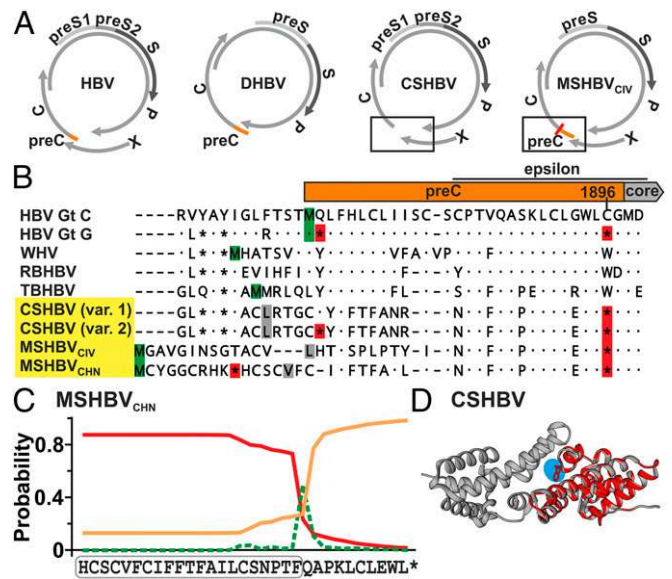 A
preS1 preS2
S
HBV
C
P
preC
X
preS
S
DHBV
C
P
preC
preS1 preS2
S
CSHBV
C
P
X
preS
S
MSHBVCIV
C
P
preC
X
B
epsilon
preC
1896
core
HBV Gt C ----RVYAYIGLFTSTMQLFHLCLIISC-SCPTVQASKLCLGWLCGMD
HBV Gt G
WHV
RBHBV
TBHBV
CSHBV (var. 1)
CSHBV (var. 2)
MSHBVCIV
MSHBVCHN
C
MSHBVCHN
Probability
0.8
0.4
0
HCSCVFCIFFTFAILCSNPTFQAPKLCLEWL*
D
CSHBV